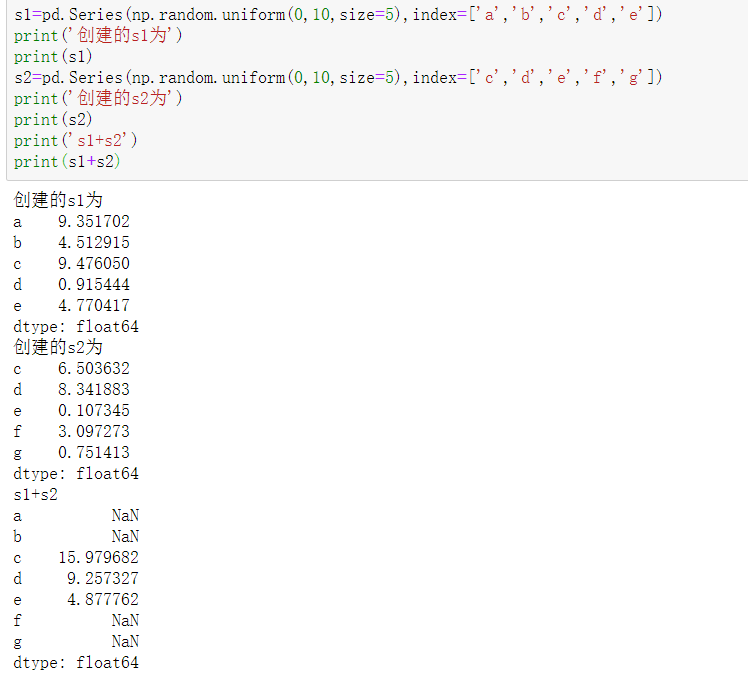 s1=pd.Series(np.random.uniform(0,10,size=5),index=['a','b','c','d','e'])
print('创建的s1为')
print(s1)
s2=pd.Series(np.random.uniform(0,10,size=5),index=['c','d','e','f','g'])
print('创建的s2为')
print(s2)
print('s1+s2')
print(s1+s2)
创建的s1为
a    9.351702
b    4.512915
c    9.476050
d    0.915444
e    4.770417
dtype: float64
创建的s2为
c    6.503632
d    8.341883
e    0.107345
f    3.097273
g    0.751413
dtype: float64
s1+s2
a          NaN
b          NaN
c    15.979682
d     9.257327
e     4.877762
f          NaN
g          NaN
dtype: float64